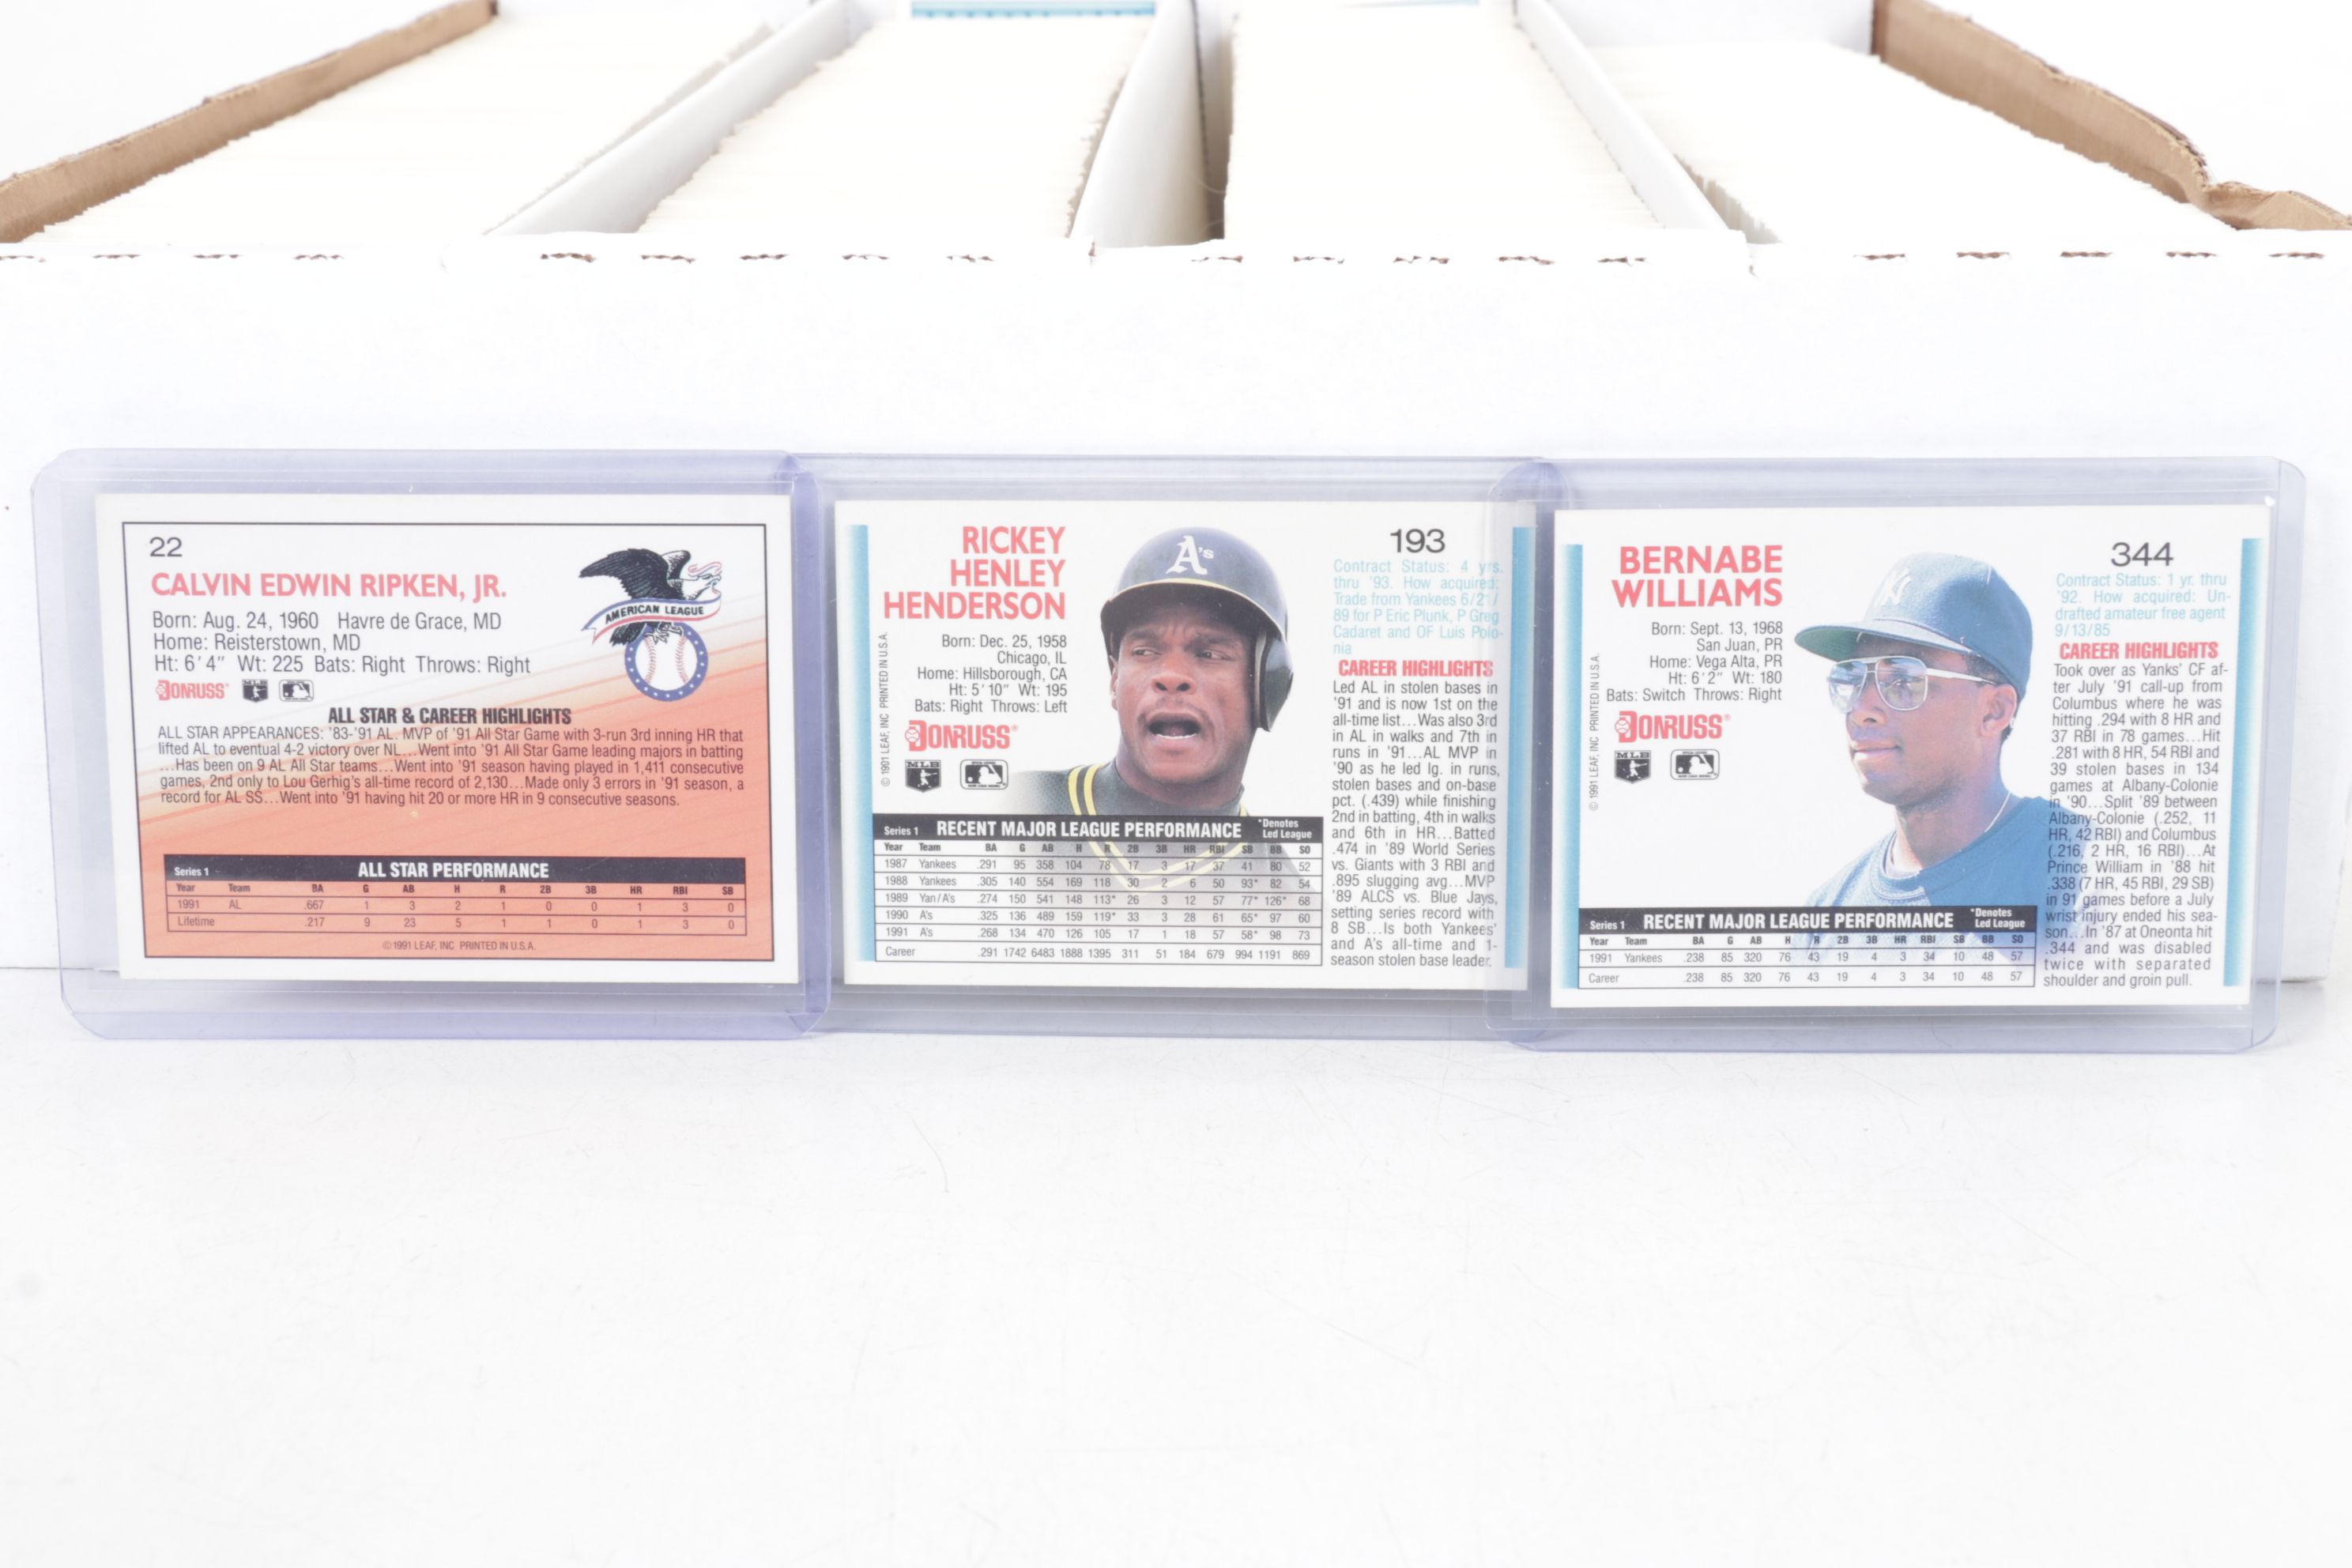 22
CALVIN EDWIN RIPKEN, JR.
Born: Aug. 24, 1960 Havre de Grace, MD
Home: Reisterstown, MD
Ht: 6'4" Wt: 225 Bats: Right Throws: Right
DONRUSS®
MLB
AMERICAN LEAGUE
ALL STAR & CAREER HIGHLIGHTS
ALL STAR APPEARANCES: '83-'91 AL. MVP of '91 All Star Game with 3-run 3rd inning HR that
lifted AL to eventual 4-2 victory over NL...Went into '91 All Star Game leading majors in batting
...Has been on 9 AL All Star teams...Went into '91 season having played in 1,411 consecutive
games, 2nd only to Lou Gerhig's all-time record of 2,130...Made only 3 errors in '91 season, a
record for AL SS...Went into '91 having hit 20 or more HR in 9 consecutive seasons.
Series 1 ALL STAR PERFORMANCE
Year Team BA G AB H R 2B 3B HR RBI SB
1991 AL .667 1 3 2 1 0 0 1 3 0
Lifetime .217 9 23 5 1 1 0 1 3 0
© 1991 LEAF, INC PRINTED IN U.S.A.
RICKEY
HENLEY
HENDERSON
Born: Dec. 25, 1958
Chicago, IL
Home: Hillsborough, CA
Ht: 5'10" Wt: 195
Bats: Right Throws: Left
DONRUSS®
MLB
© 1991 LEAF, INC PRINTED IN U.S.A.
A's
193
Contract Status: 4 yrs.
thru '93. How acquired:
Trade from Yankees 6/21/
89 for P Eric Plunk, P Greg
Cadaret and OF Luis Polo-
nia
CAREER HIGHLIGHTS
Led AL in stolen bases in
'91 and is now 1st on the
all-time list...Was also 3rd
in AL in walks and 7th in
runs in '91...AL MVP in
'90 as he led lg. in runs,
stolen bases and on-base
pct. (.439) while finishing
2nd in batting, 4th in walks
and 6th in HR...Batted
.474 in '89 World Series
vs. Giants with 3 RBI and
.895 slugging avg...MVP
'89 ALCS vs. Blue Jays,
setting series record with
8 SB...Is both Yankees'
and A's all-time and 1-
season stolen base leader.
Series 1 RECENT MAJOR LEAGUE PERFORMANCE *Denotes Led League
Year Team BA G AB H R 2B 3B HR RBI SB BB SO
1987 Yankees .291 95 358 104 78 17 3 17 37 41 80 52
1988 Yankees .305 140 554 169 118 30 2 6 50 93* 82 54
1989 Yan/A's .274 150 541 148 113* 26 3 12 57 77* 126* 68
1990 A's .325 136 489 159 119* 33 3 28 61 65* 97 60
1991 A's .268 134 470 126 105 17 1 18 57 58* 98 73
Career .291 1742 6483 1888 1395 311 51 184 679 994 1191 869
BERNABE
WILLIAMS
Born: Sept. 13, 1968
San Juan, PR
Home: Vega Alta, PR
Ht: 6'2" Wt: 180
Bats: Switch Throws: Right
DONRUSS®
MLB
© 1991 LEAF, INC PRINTED IN U.S.A.
NY
344
Contract Status: 1 yr. thru
'92. How acquired: Un-
drafted amateur free agent
9/13/85
CAREER HIGHLIGHTS
Took over as Yanks' CF af-
ter July '91 call-up from
Columbus where he was
hitting .294 with 8 HR and
37 RBI in 78 games...Hit
.281 with 8 HR, 54 RBI and
39 stolen bases in 134
games at Albany-Colonie
in '90...Split '89 between
Albany-Colonie (.252, 11
HR, 42 RBI) and Columbus
(.216, 2 HR, 16 RBI)...At
Prince William in '88 hit
.338 (7 HR, 45 RBI, 29 SB)
in 91 games before a July
wrist injury ended his sea-
son...In '87 at Oneonta hit
.344 and was disabled
twice with separated
shoulder and groin pull.
Series 1 RECENT MAJOR LEAGUE PERFORMANCE *Denotes Led League
Year Team BA G AB H R 2B 3B HR RBI SB BB SO
1991 Yankees .238 85 320 76 43 19 4 3 34 10 48 57
Career .238 85 320 76 43 19 4 3 34 10 48 57